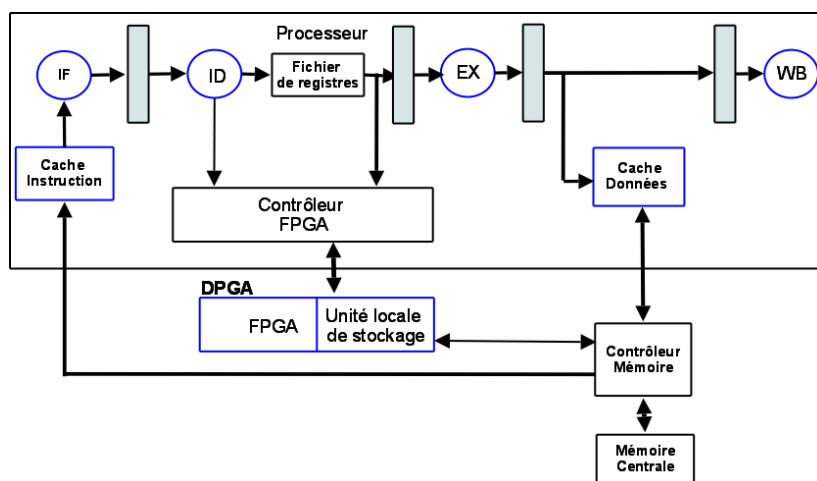 Processeur
IF
ID
Fichier
de registres
EX
WB
Cache
Instruction
Cache
Données
Contrôleur
FPGA
DPGA
FPGA
Unité locale
de stockage
Contrôleur
Mémoire
Mémoire
Centrale